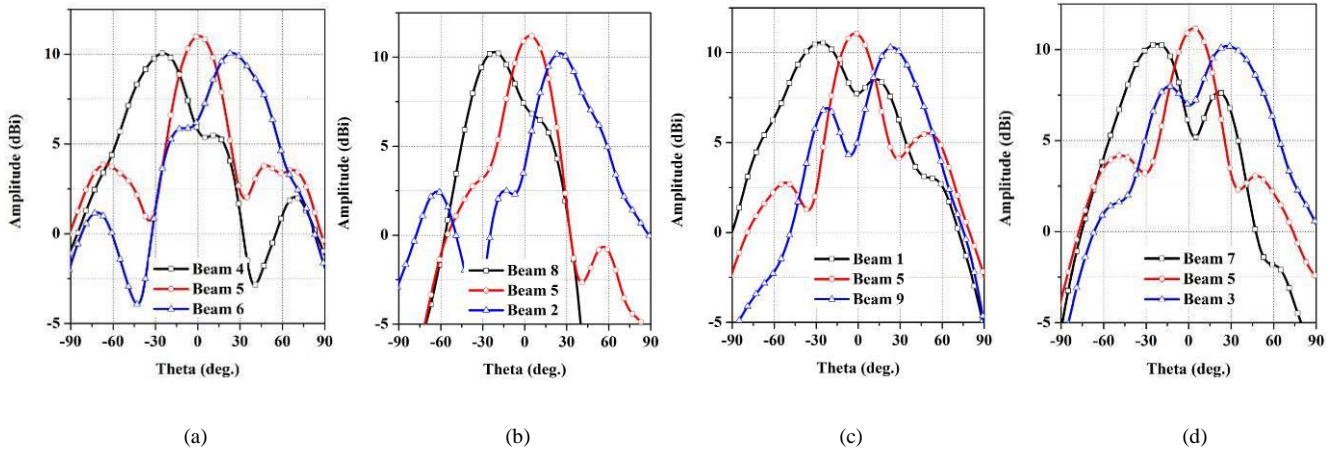 10
5
0
-5
Amplitude (dBi)
Beam 4
Beam 5
Beam 6
-90 -60 -30 0 30 60 90
Theta (deg.)
(a)
10
5
0
-5
Amplitude (dBi)
Beam 8
Beam 5
Beam 2
-90 -60 -30 0 30 60 90
Theta (deg.)
(b)
10
5
0
-5
Amplitude (dBi)
Beam 1
Beam 5
Beam 9
-90 -60 -30 0 30 60 90
Theta (deg.)
(c)
10
5
0
-5
Amplitude (dBi)
Beam 7
Beam 5
Beam 3
-90 -60 -30 0 30 60 90
Theta (deg.)
(d)